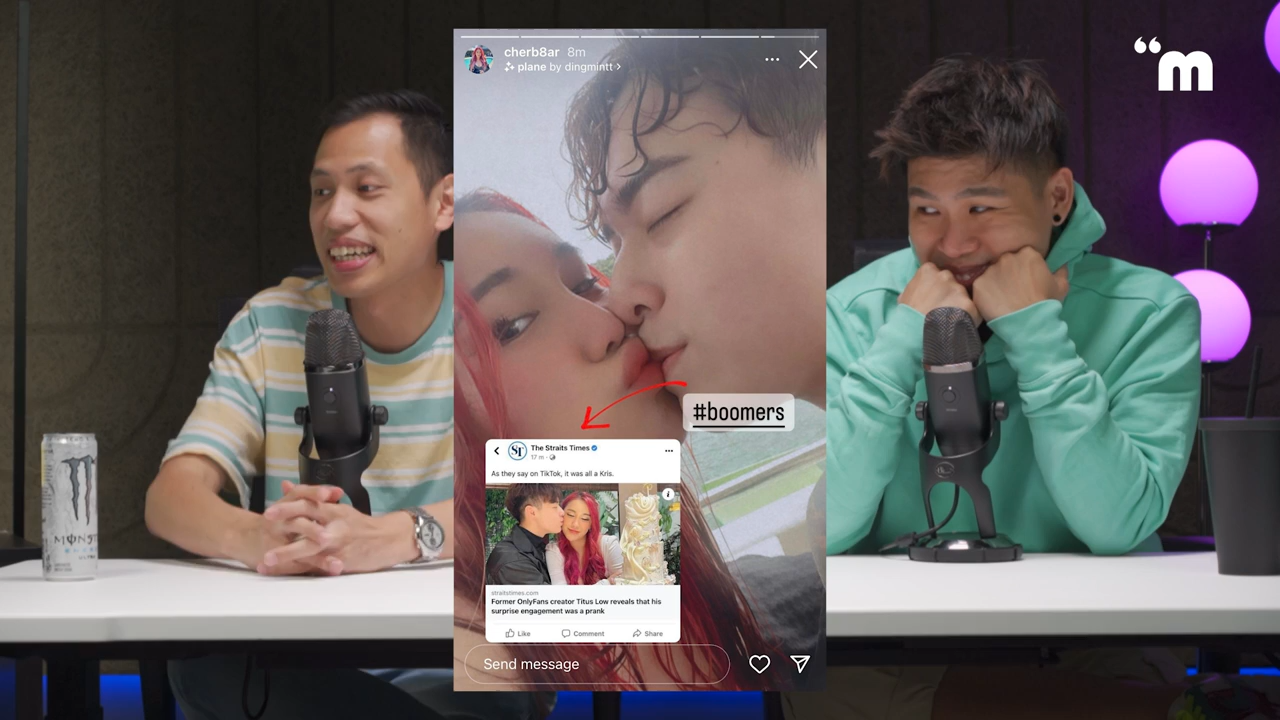 cherb8ar 8m
plane by dingmintt >
#boomers
ST The Straits Times
17 m
As they say on TikTok, it was all a Kris.
straitstimes.com
Former OnlyFans creator Titus Low reveals that his
surprise engagement was a prank
Like Comment Share
Send message
“m